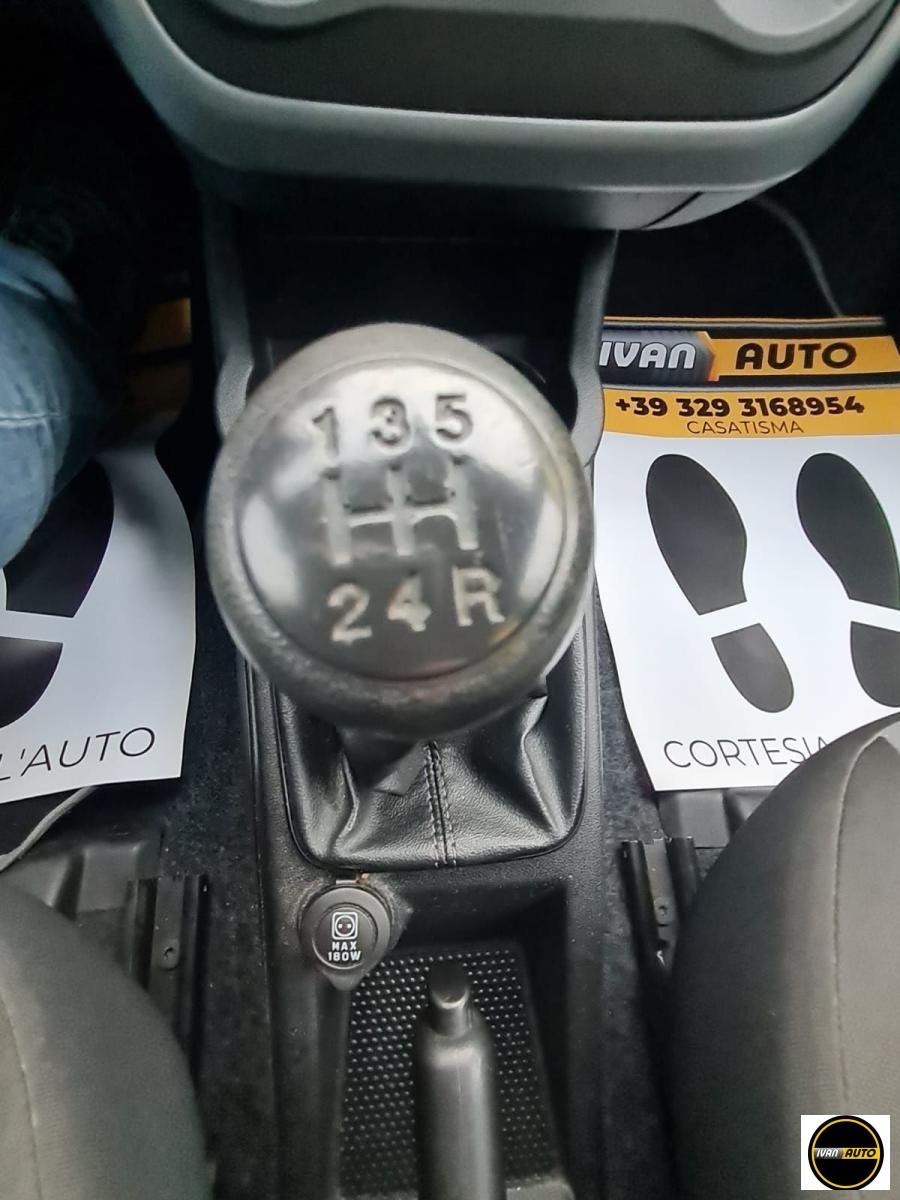 1 3 5
2 4 R
IVAN AUTO
+39 329 3168954
CASATISMA
L'AUTO
CORTESIA
MAX
180W
IVAN AUTO